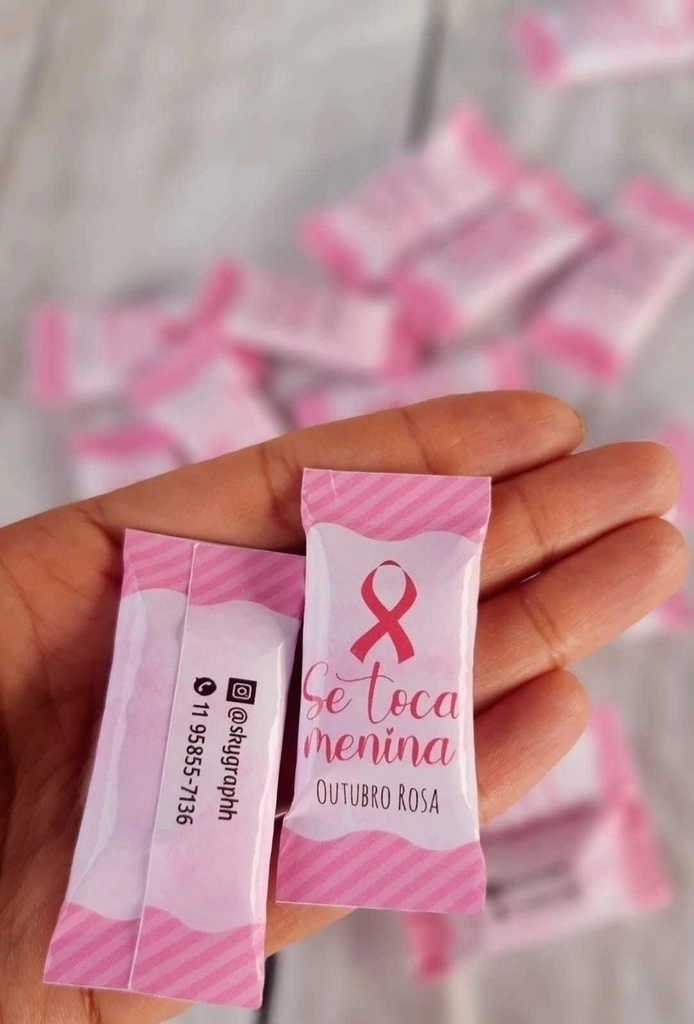 Se toca
menina
OUTUBRO ROSA
@skygraphh
11 95855-7136